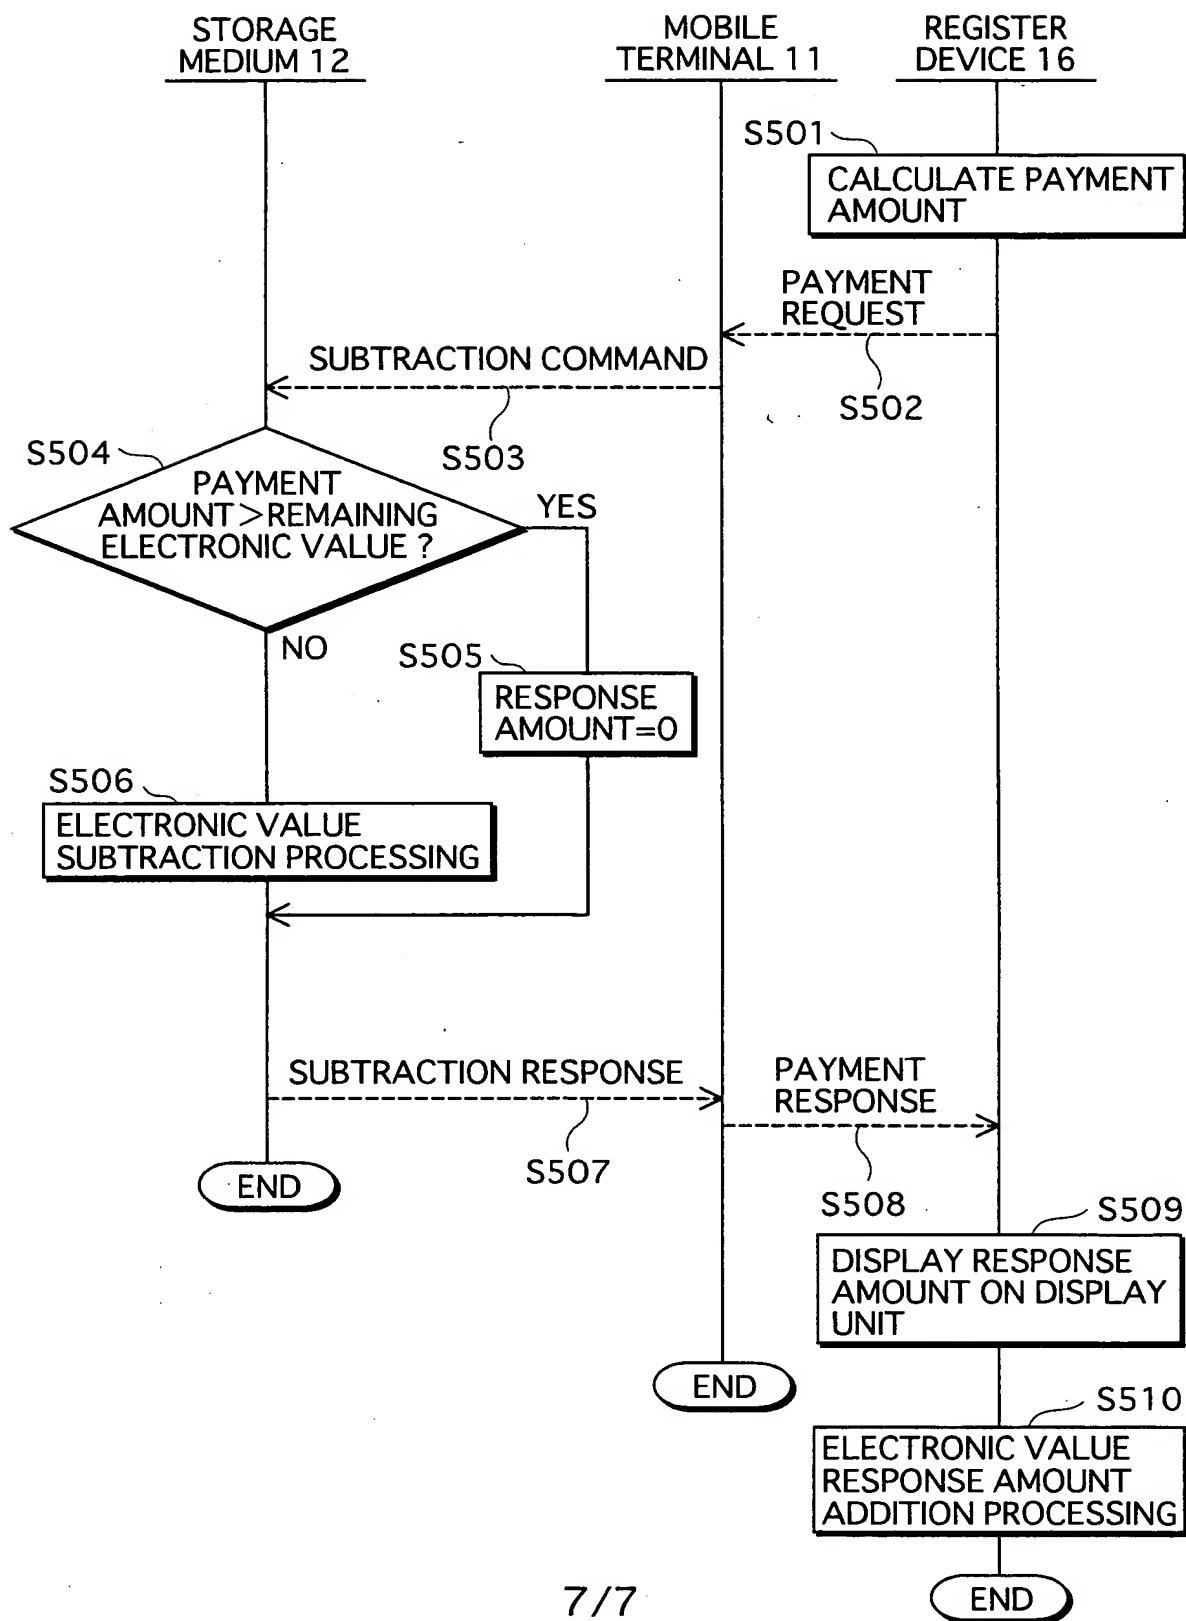 STORAGE
MEDIUM 12
MOBILE
TERMINAL 11
REGISTER
DEVICE 16
S501
CALCULATE PAYMENT
AMOUNT
PAYMENT
REQUEST
S502
SUBTRACTION COMMAND
S503
S504
PAYMENT
AMOUNT>REMAINING
ELECTRONIC VALUE ?
YES
NO
S505
RESPONSE
AMOUNT=0
S506
ELECTRONIC VALUE
SUBTRACTION PROCESSING
SUBTRACTION RESPONSE
S507
PAYMENT
RESPONSE
S508
END
S509
DISPLAY RESPONSE
AMOUNT ON DISPLAY
UNIT
END
S510
ELECTRONIC VALUE
RESPONSE AMOUNT
ADDITION PROCESSING
END
7/7